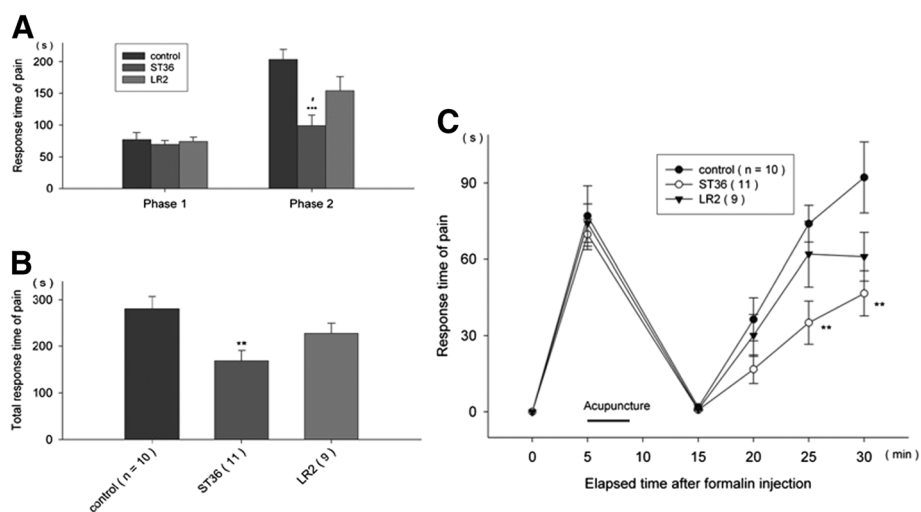 A
( s )
200
150
100
50
0
Response time of pain
control
ST36
LR2
#
***
Phase 1
Phase 2
B
( s )
300
200
100
0
Total response time of pain
**
control ( n = 10 )
ST36 ( 11 )
LR2 ( 9 )
C
( s )
90
60
30
0
Response time of pain
control ( n = 10 )
ST36 ( 11 )
LR2 ( 9 )
**
**
Acupuncture
0 5 10 15 20 25 30 ( min )
Elapsed time after formalin injection